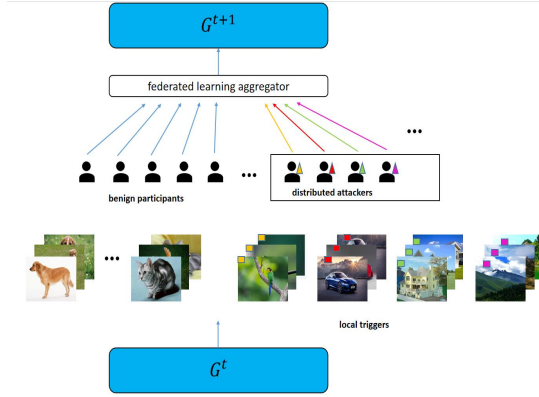 G^{t+1}
federated learning aggregator
...
...
benign participants
distributed attackers
...
local triggers
G^t